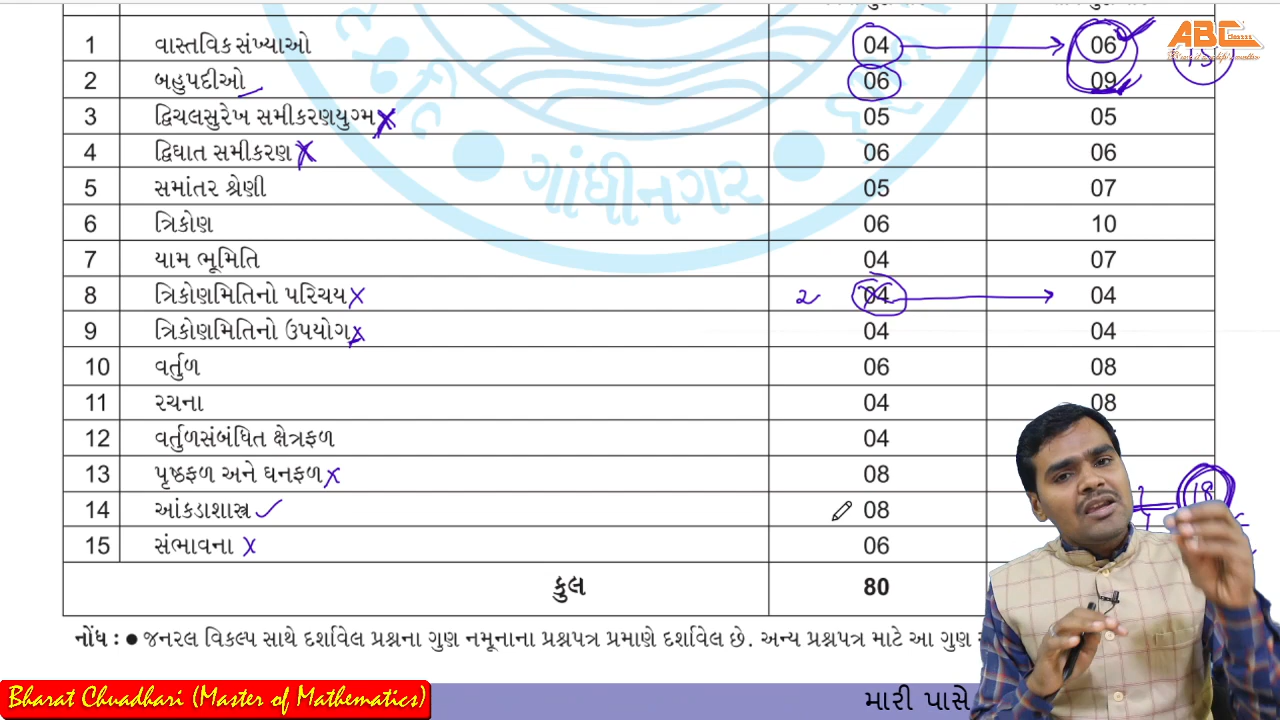 1 વાસ્તવિક સંખ્યાઓ 04 06
2 બહુપદીઓ 06 09
3 દ્વિચલસુરેખ સમીકરણયુગ્મ 05 05
4 દ્વિઘાત સમીકરણ 06 06
5 સમાંતર શ્રેણી 05 07
6 ત્રિકોણ 06 10
7 યામ ભૂમિતિ 04 07
8 ત્રિકોણમિતિનો પરિચય 2 04 04
9 ત્રિકોણમિતિનો ઉપયોગ 04 04
10 વર્તુળ 06 08
11 રચના 04 08
12 વર્તુળસંબંધિત ક્ષેત્રફળ 04
13 પૃષ્ઠફળ અને ઘનફળ 08
14 આંકડાશાસ્ત્ર 08 18
15 સંભાવના 06
કુલ 80
નોંધ : ● જનરલ વિકલ્પ સાથે દર્શાવેલ પ્રશ્નના ગુણ નમૂનાના પ્રશ્નપત્ર પ્રમાણે દર્શાવેલ છે. અન્ય પ્રશ્નપત્ર માટે આ ગુણ
ગાંધીનગર
ABC
15
Bharat Chuadhari (Master of Mathematics)
મારી પાસે